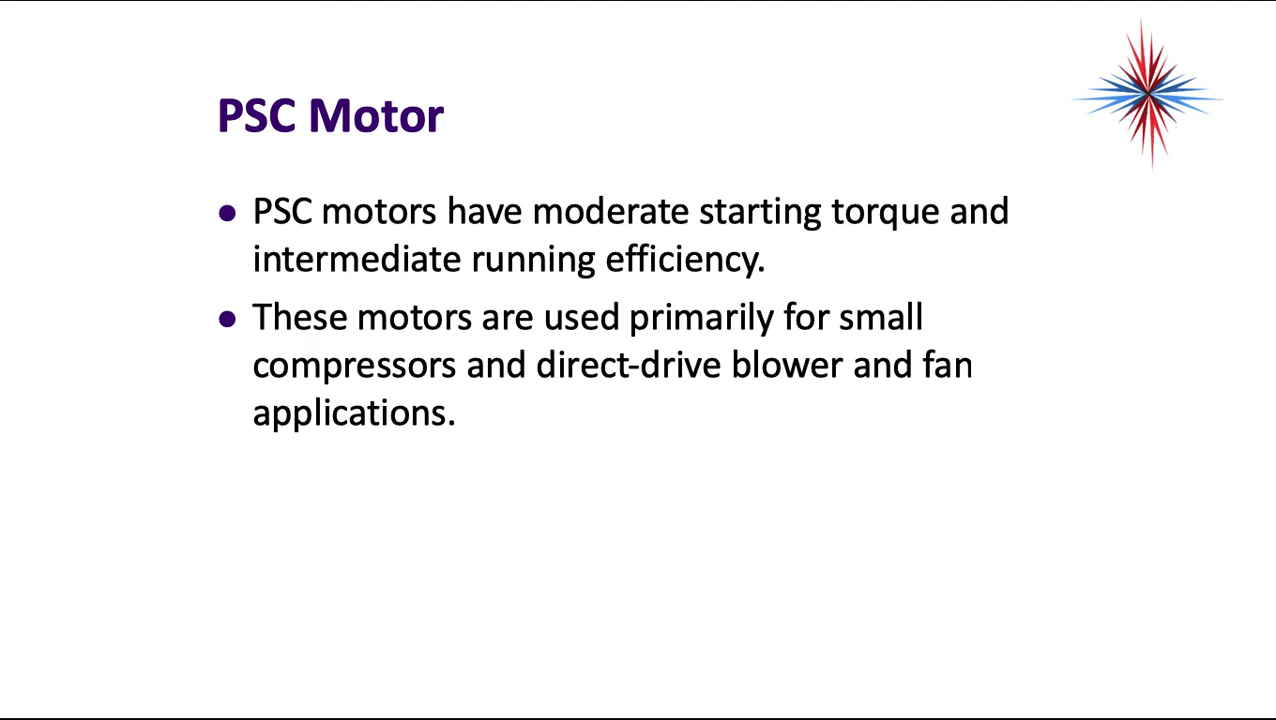 PSC Motor
● PSC motors have moderate starting torque and
intermediate running efficiency.
● These motors are used primarily for small
compressors and direct-drive blower and fan
applications.